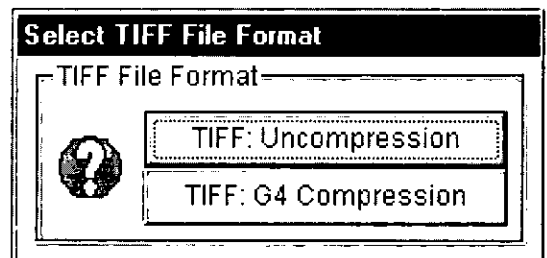 Select TIFF File Format
TIFF File Format
TIFF: Uncompression
TIFF: G4 Compression